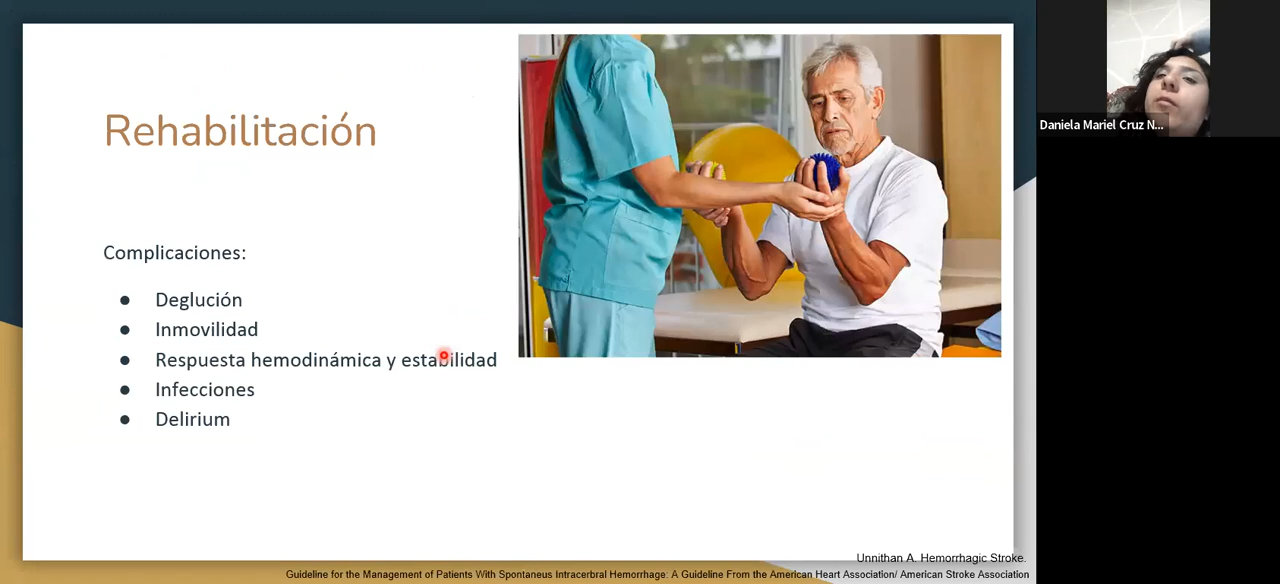 Rehabilitación
Complicaciones:
● Deglución
● Inmovilidad
● Respuesta hemodinámica y estabilidad
● Infecciones
● Delirium
Unnithan A. Hemorrhagic Stroke.
Guideline for the Management of Patients With Spontaneus Intracerbral Hemorrhage: A Guideline From the American Heart Association/ American Stroke Association
Daniela Mariel Cruz N...